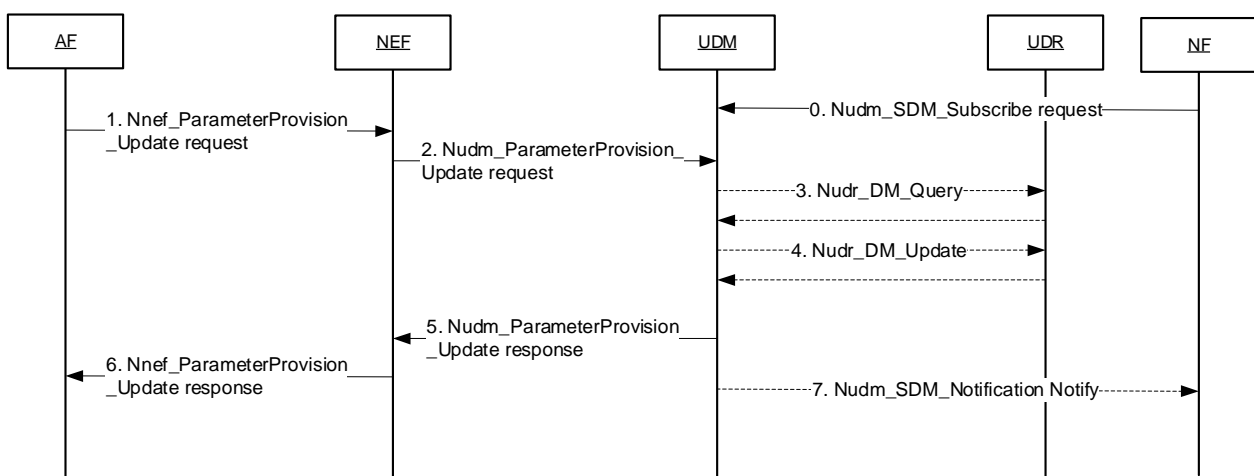 AF
NEF
UDM
UDR
NF
0. Nudm_SDM_Subscribe request
1. Nnef_ParameterProvision
_Update request
2. Nudm_ParameterProvision_
Update request
3. Nudr_DM_Query
4. Nudr_DM_Update
5. Nudm_ParameterProvision
_Update response
6. Nnef_ParameterProvision
_Update response
7. Nudm_SDM_Notification Notify